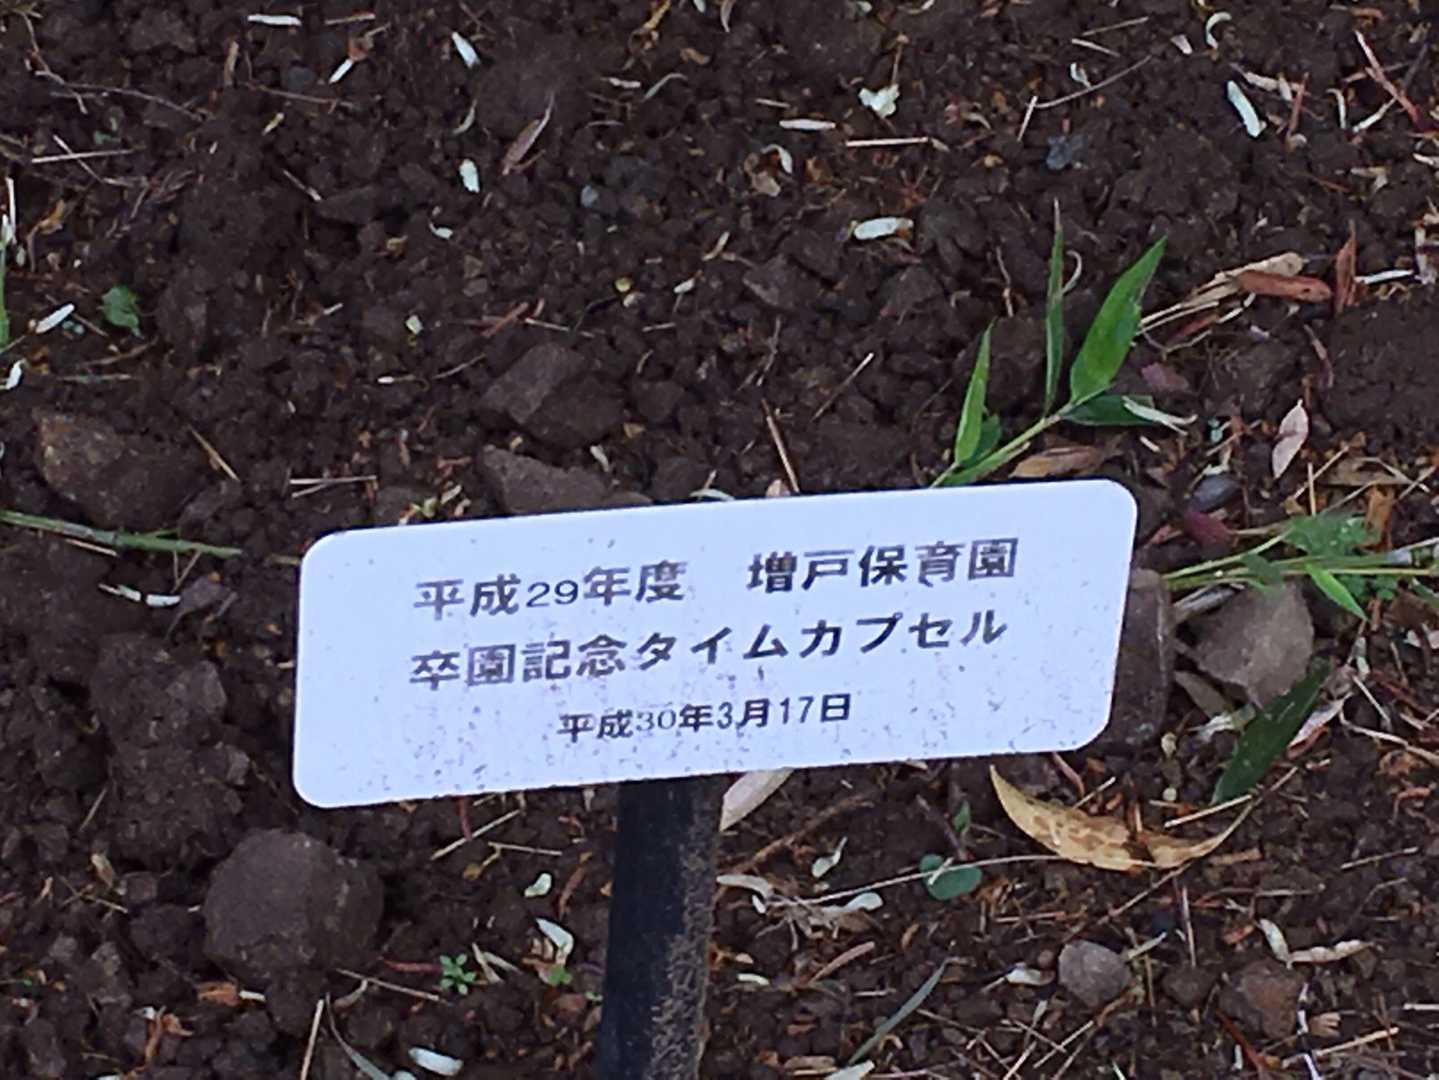 平成29年度　増戸保育園
卒園記念タイムカプセル
平成30年3月17日